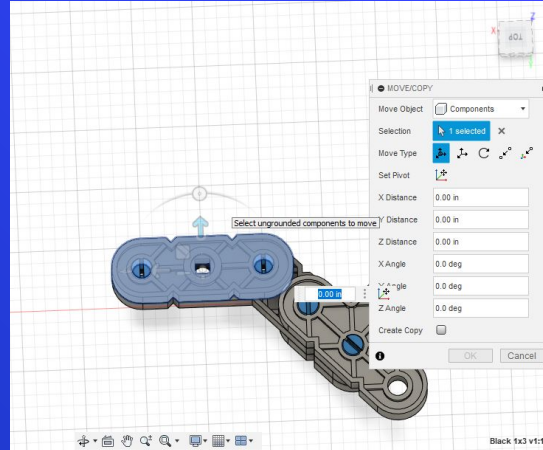 Z
X
TOP
MOVE/COPY
Move Object Components
Selection 1 selected
Move Type
Set Pivot
X Distance 0.00 in
Select ungrounded components to move
Y Distance 0.00 in
Z Distance 0.00 in
X Angle 0.0 deg
0.00 in
Y Angle 0.0 deg
Z Angle 0.0 deg
Create Copy
OK Cancel
Black 1x3 v1:1